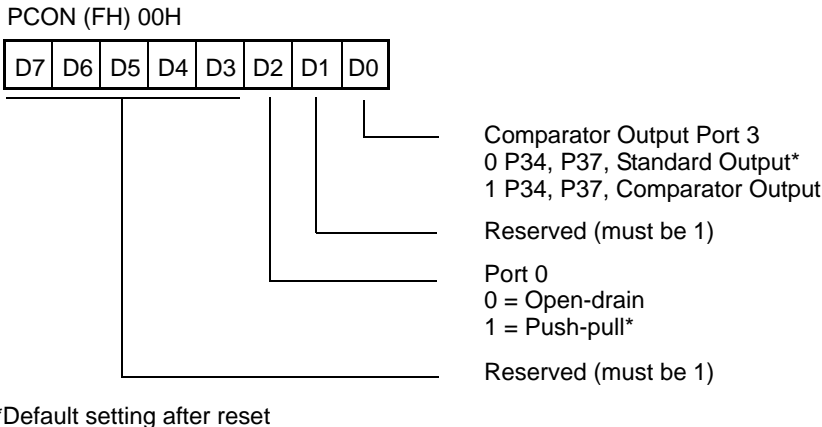 PCON (FH) 00H
D7 D6 D5 D4 D3 D2 D1 D0
Comparator Output Port 3
0 P34, P37, Standard Output*
1 P34, P37, Comparator Output
Reserved (must be 1)
Port 0
0 = Open-drain
1 = Push-pull*
Reserved (must be 1)
*Default setting after reset